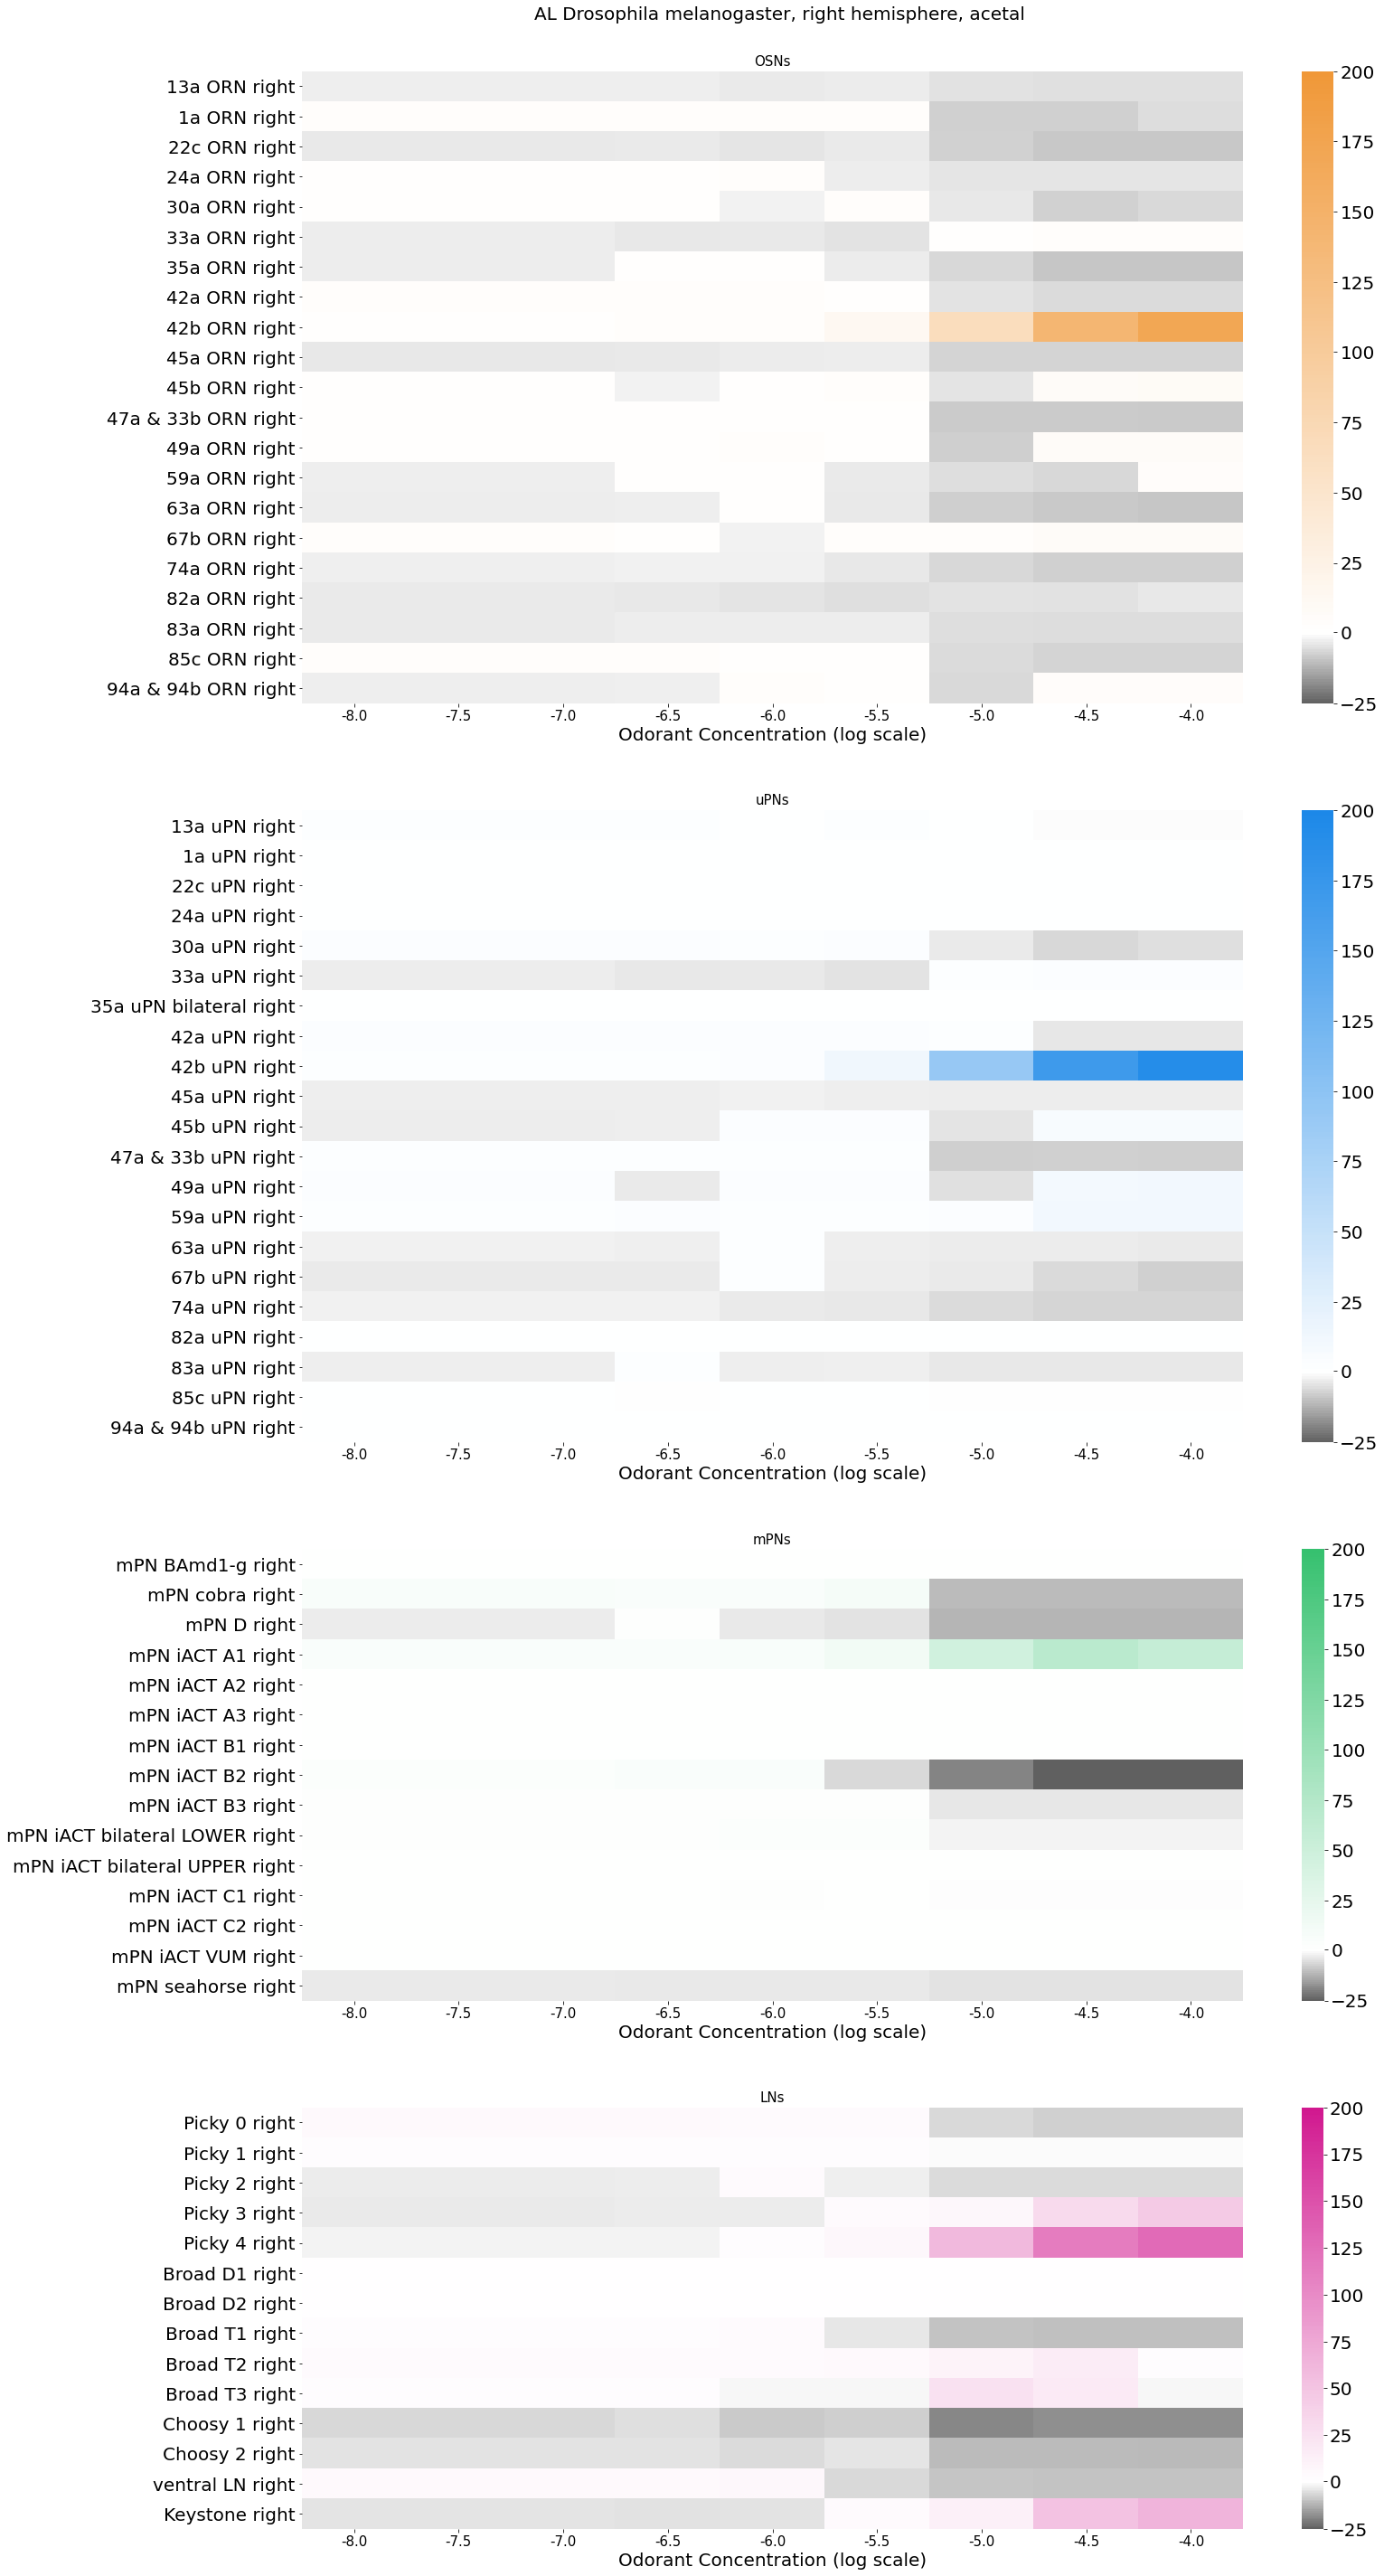 AL Drosophila melanogaster, right hemisphere, acetal
OSNs
13a ORN right
1a ORN right
22c ORN right
24a ORN right
30a ORN right
33a ORN right
35a ORN right
42a ORN right
42b ORN right
45a ORN right
45b ORN right
47a & 33b ORN right
49a ORN right
59a ORN right
63a ORN right
67b ORN right
74a ORN right
82a ORN right
83a ORN right
85c ORN right
94a & 94b ORN right
-8.0 -7.5 -7.0 -6.5 -6.0 -5.5 -5.0 -4.5 -4.0
Odorant Concentration (log scale)
200
175
150
125
100
75
50
25
0
−25
uPNs
13a uPN right
1a uPN right
22c uPN right
24a uPN right
30a uPN right
33a uPN right
35a uPN bilateral right
42a uPN right
42b uPN right
45a uPN right
45b uPN right
47a & 33b uPN right
49a uPN right
59a uPN right
63a uPN right
67b uPN right
74a uPN right
82a uPN right
83a uPN right
85c uPN right
94a & 94b uPN right
-8.0 -7.5 -7.0 -6.5 -6.0 -5.5 -5.0 -4.5 -4.0
Odorant Concentration (log scale)
200
175
150
125
100
75
50
25
0
−25
mPNs
mPN BAmd1-g right
mPN cobra right
mPN D right
mPN iACT A1 right
mPN iACT A2 right
mPN iACT A3 right
mPN iACT B1 right
mPN iACT B2 right
mPN iACT B3 right
mPN iACT bilateral LOWER right
mPN iACT bilateral UPPER right
mPN iACT C1 right
mPN iACT C2 right
mPN iACT VUM right
mPN seahorse right
-8.0 -7.5 -7.0 -6.5 -6.0 -5.5 -5.0 -4.5 -4.0
Odorant Concentration (log scale)
200
175
150
125
100
75
50
25
0
−25
LNs
Picky 0 right
Picky 1 right
Picky 2 right
Picky 3 right
Picky 4 right
Broad D1 right
Broad D2 right
Broad T1 right
Broad T2 right
Broad T3 right
Choosy 1 right
Choosy 2 right
ventral LN right
Keystone right
-8.0 -7.5 -7.0 -6.5 -6.0 -5.5 -5.0 -4.5 -4.0
Odorant Concentration (log scale)
200
175
150
125
100
75
50
25
0
−25